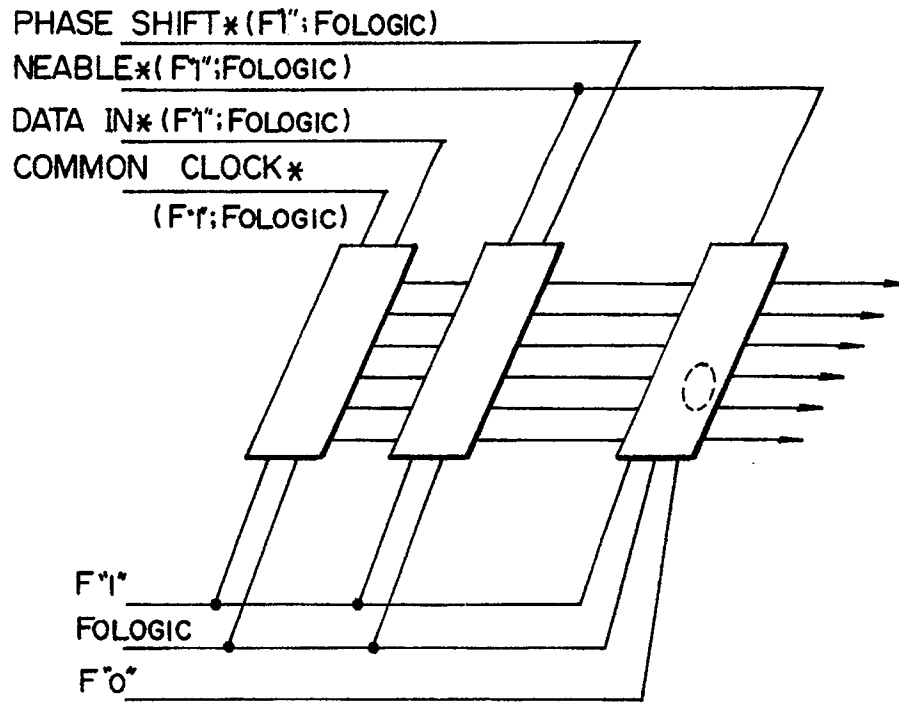 PHASE SHIFT*(F"1";FOLOGIC)
NEABLE*(F"1";FOLOGIC)
DATA IN*(F"1";FOLOGIC)
COMMON CLOCK*
(F"1";FOLOGIC)
F"1"
FOLOGIC
F"0"